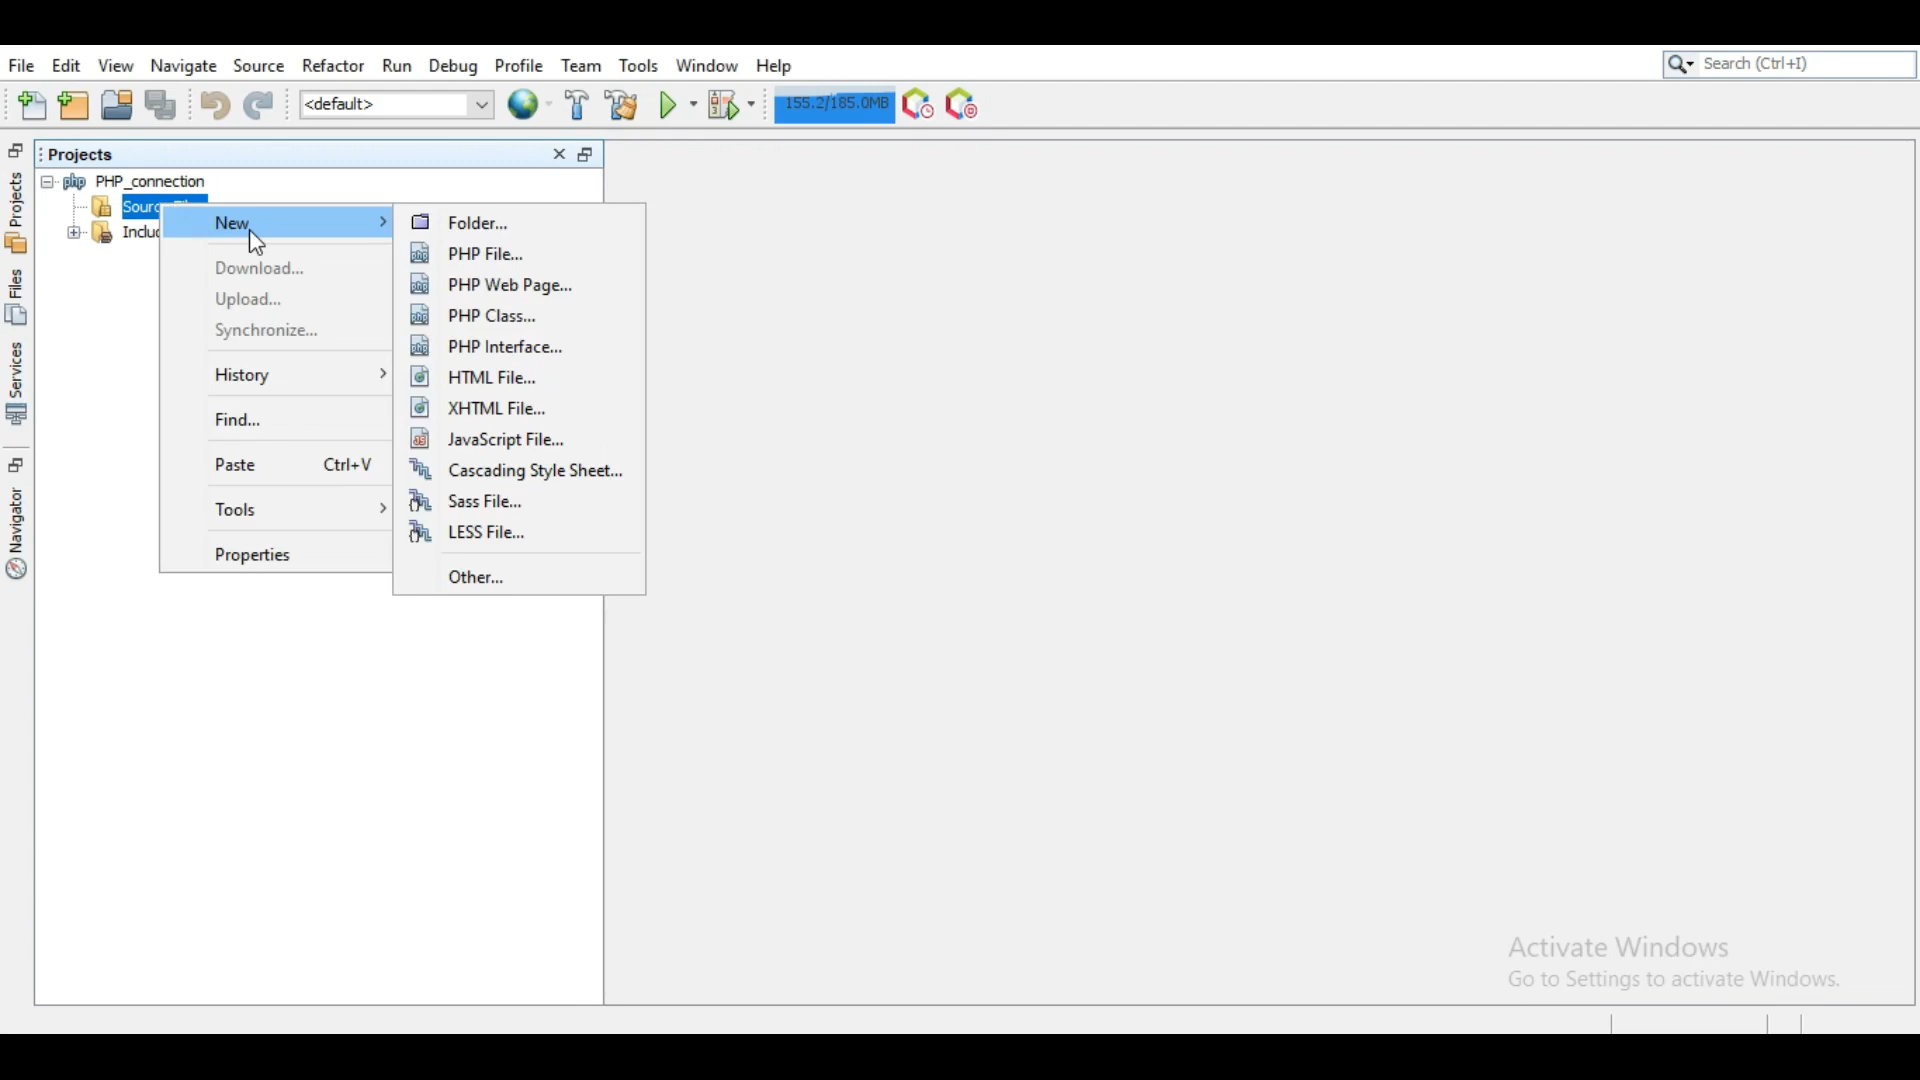 File Edit View Navigate Source Refactor Run Debug Profile Team Tools Window Help
Search (Ctrl+I)
<default>
155.2/185.0MB
Projects
PHP_connection
Projects
Files
Services
Navigator
New
Download...
Upload...
Synchronize...
History
Find...
Paste Ctrl+V
Tools
Properties
Folder...
PHP File...
PHP Web Page...
PHP Class...
PHP Interface...
HTML File...
XHTML File...
JavaScript File...
Cascading Style Sheet...
Sass File...
LESS File...
Other...
Activate Windows
Go to Settings to activate Windows.